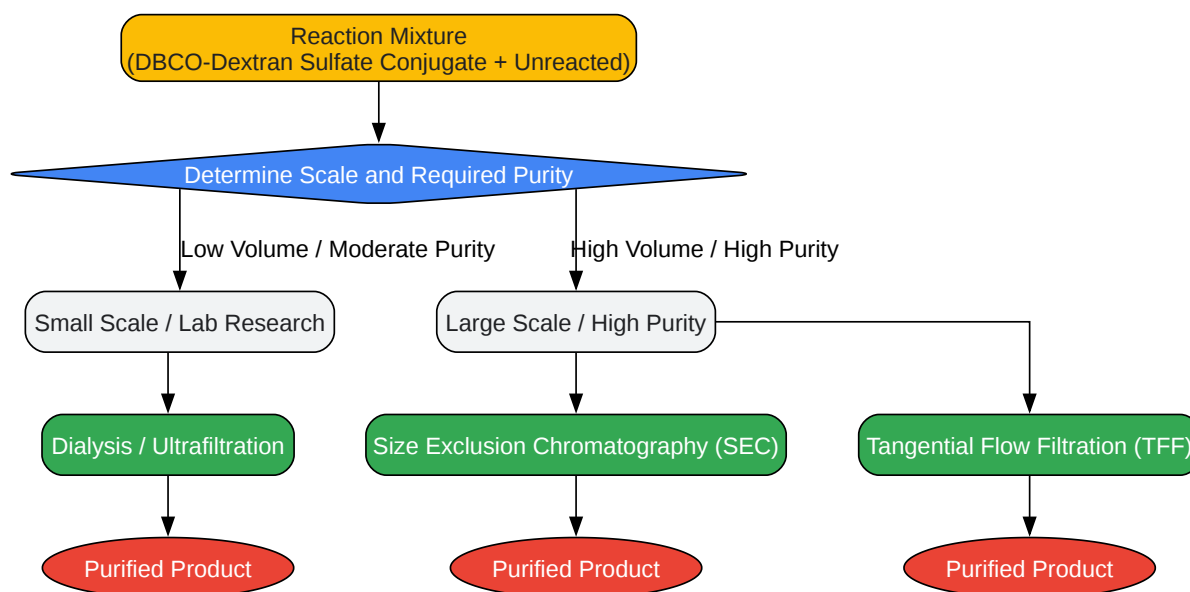 Reaction Mixture
(DBCO-Dextran Sulfate Conjugate + Unreacted)
Determine Scale and Required Purity
Low Volume / Moderate Purity
High Volume / High Purity
Small Scale / Lab Research
Large Scale / High Purity
Dialysis / Ultrafiltration
Size Exclusion Chromatography (SEC)
Tangential Flow Filtration (TFF)
Purified Product
Purified Product
Purified Product